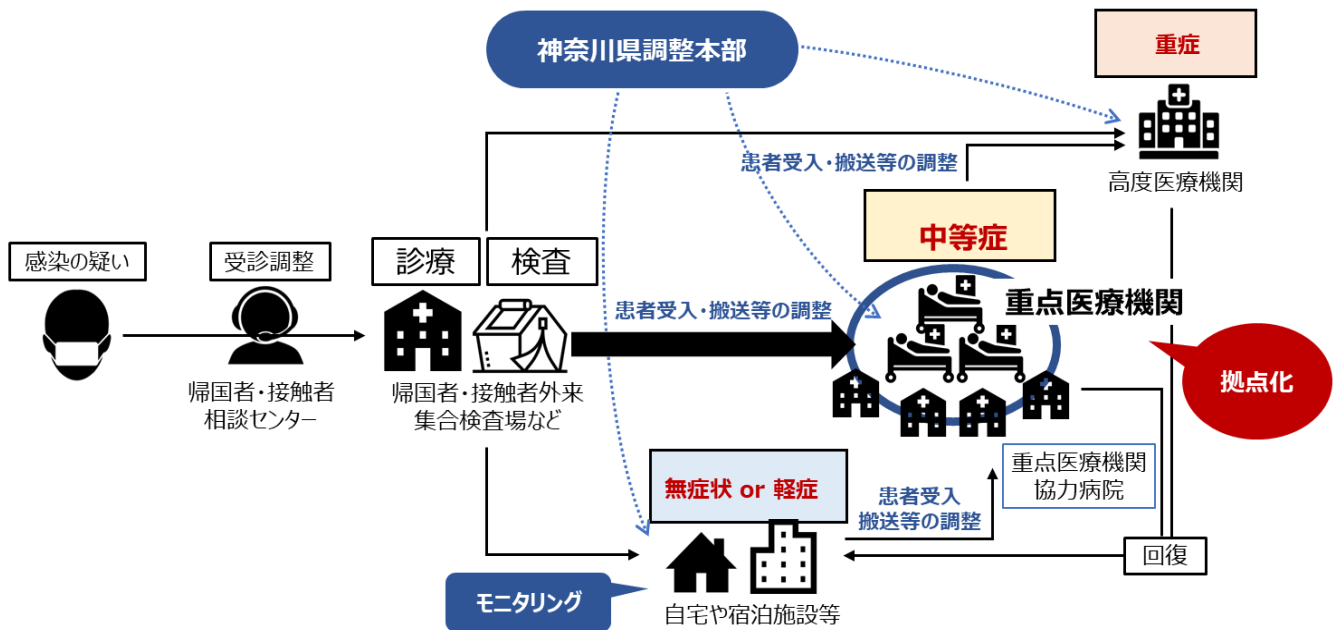 神奈川県調整本部
重症
高度医療機関
患者受入・搬送等の調整
中等症
感染の疑い
受診調整
診療
検査
患者受入・搬送等の調整
重点医療機関
拠点化
帰国者・接触者
相談センター
帰国者・接触者外来
集合検査場など
無症状 or 軽症
患者受入
搬送等の調整
重点医療機関
協力病院
回復
モニタリング
自宅や宿泊施設等